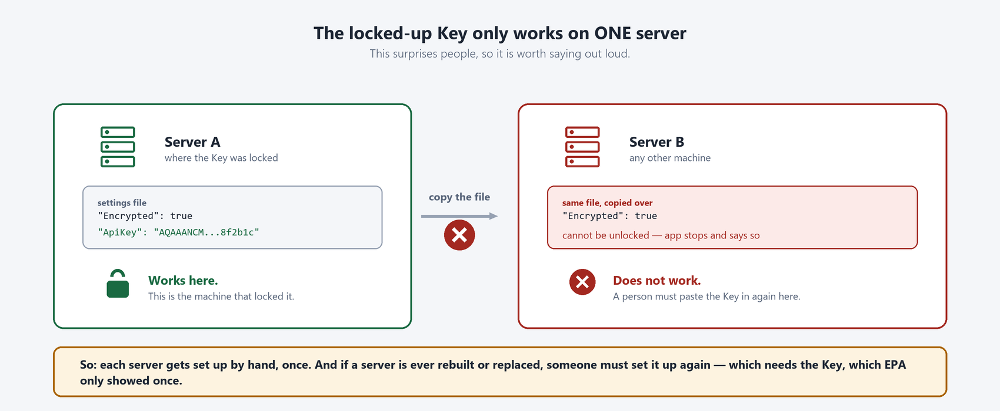 The locked-up Key only works on ONE server
This surprises people, so it is worth saying out loud.
Server A
where the Key was locked
settings file
"Encrypted": true
"ApiKey": "AQAAANCM...8f2b1c"
Works here.
This is the machine that locked it.
copy the file
Server B
any other machine
same file, copied over
"Encrypted": true
cannot be unlocked — app stops and says so
Does not work.
A person must paste the Key in again here.
So: each server gets set up by hand, once. And if a server is ever rebuilt or replaced, someone must set it up again — which needs the Key, which EPA
only showed once.